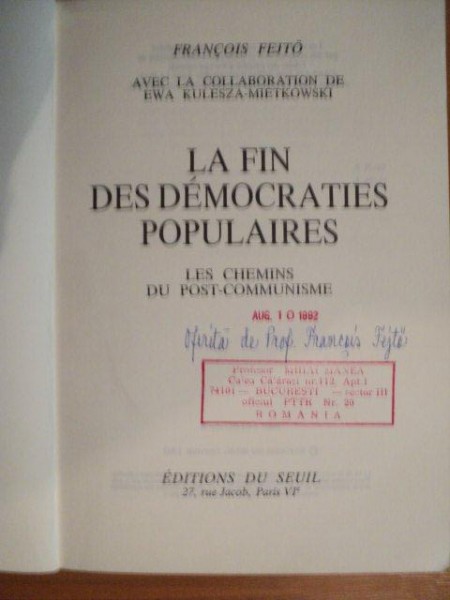 FRANÇOIS FEJTÖ
AVEC LA COLLABORATION DE
EWA KULESZA-MIETKOWSKI
LA FIN
DES DÉMOCRATIES
POPULAIRES
LES CHEMINS
DU POST-COMMUNISME
AUG. 10 1992
Oferită de Prof. François Fejtö
Profesor MIHAI MANEA
Calea Călărași nr.112, Apt.1
74101 — BUCUREȘTI — sector III
oficiul PTTR Nr. 20
ROMANIA
ÉDITIONS DU SEUIL
27, rue Jacob, Paris VIᵉ